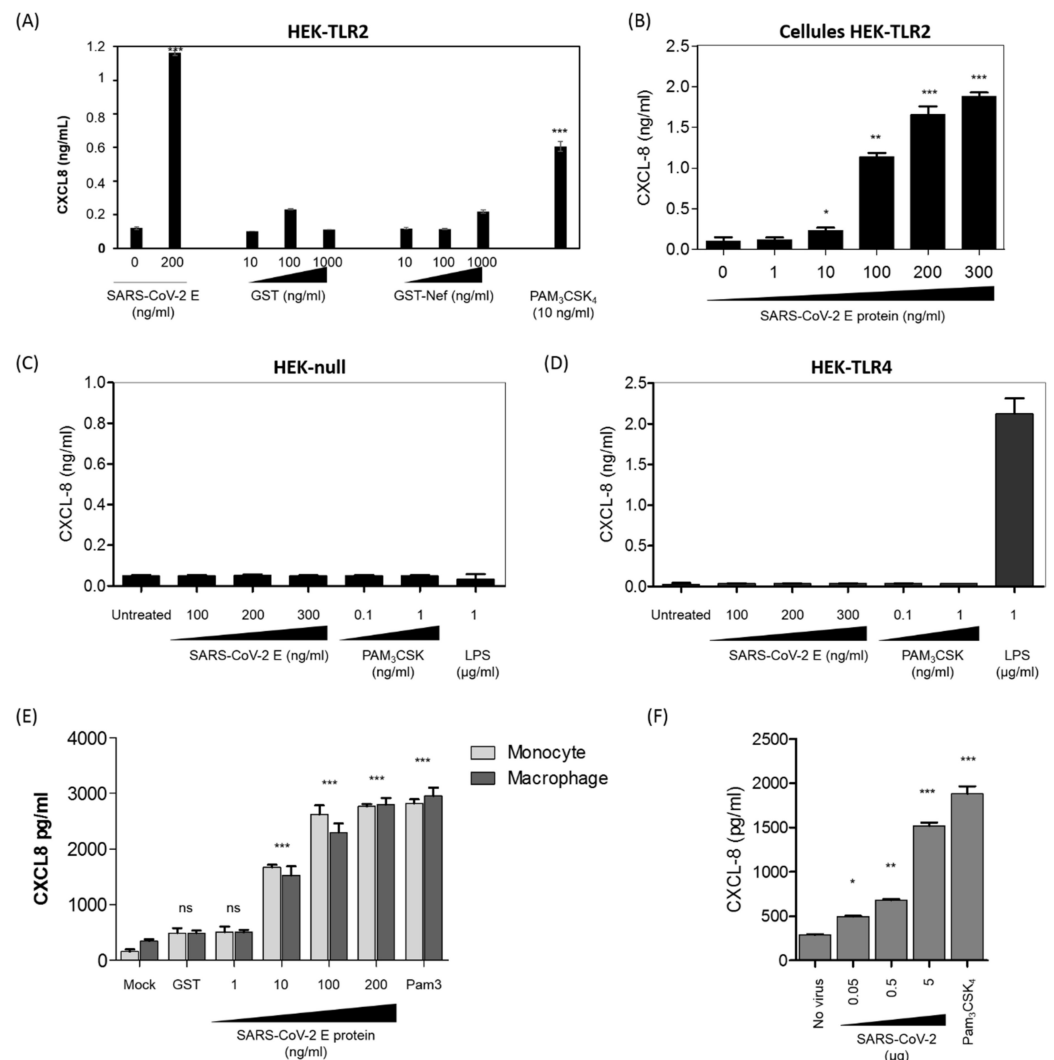 (A)
HEK-TLR2
CXCL8 (ng/mL)
1.2
1
0.8
0.6
0.4
0.2
0
***
***
0 200 10 100 1000 10 100 1000
SARS-CoV-2 E GST (ng/ml) GST-Nef (ng/ml) PAM₃CSK₄
(ng/ml) (10 ng/ml)
(B)
Cellules HEK-TLR2
CXCL-8 (ng/ml)
2.5
2.0
1.5
1.0
0.5
0.0
* ** *** ***
0 1 10 100 200 300
SARS-CoV-2 E protein (ng/ml)
(C)
HEK-null
CXCL-8 (ng/ml)
1.0
0.8
0.6
0.4
0.2
0.0
Untreated 100 200 300 0.1 1 1
SARS-CoV-2 E (ng/ml) PAM₃CSK LPS
(ng/ml) (µg/ml)
(D)
HEK-TLR4
CXCL-8 (ng/ml)
2.5
2.0
1.5
1.0
0.5
0.0
Untreated 100 200 300 0.1 1 1
SARS-CoV-2 E (ng/ml) PAM₃CSK LPS
(ng/ml) (µg/ml)
(E)
CXCL8 pg/ml
4000
3000
2000
1000
0
ns ns *** *** *** ***
Monocyte
Macrophage
Mock GST 1 10 100 200 Pam3
SARS-CoV-2 E protein
(ng/ml)
(F)
CXCL-8 (pg/ml)
2500
2000
1500
1000
500
0
* ** *** ***
No virus 0.05 0.5 5 Pam₃CSK₄
SARS-CoV-2
(µg)